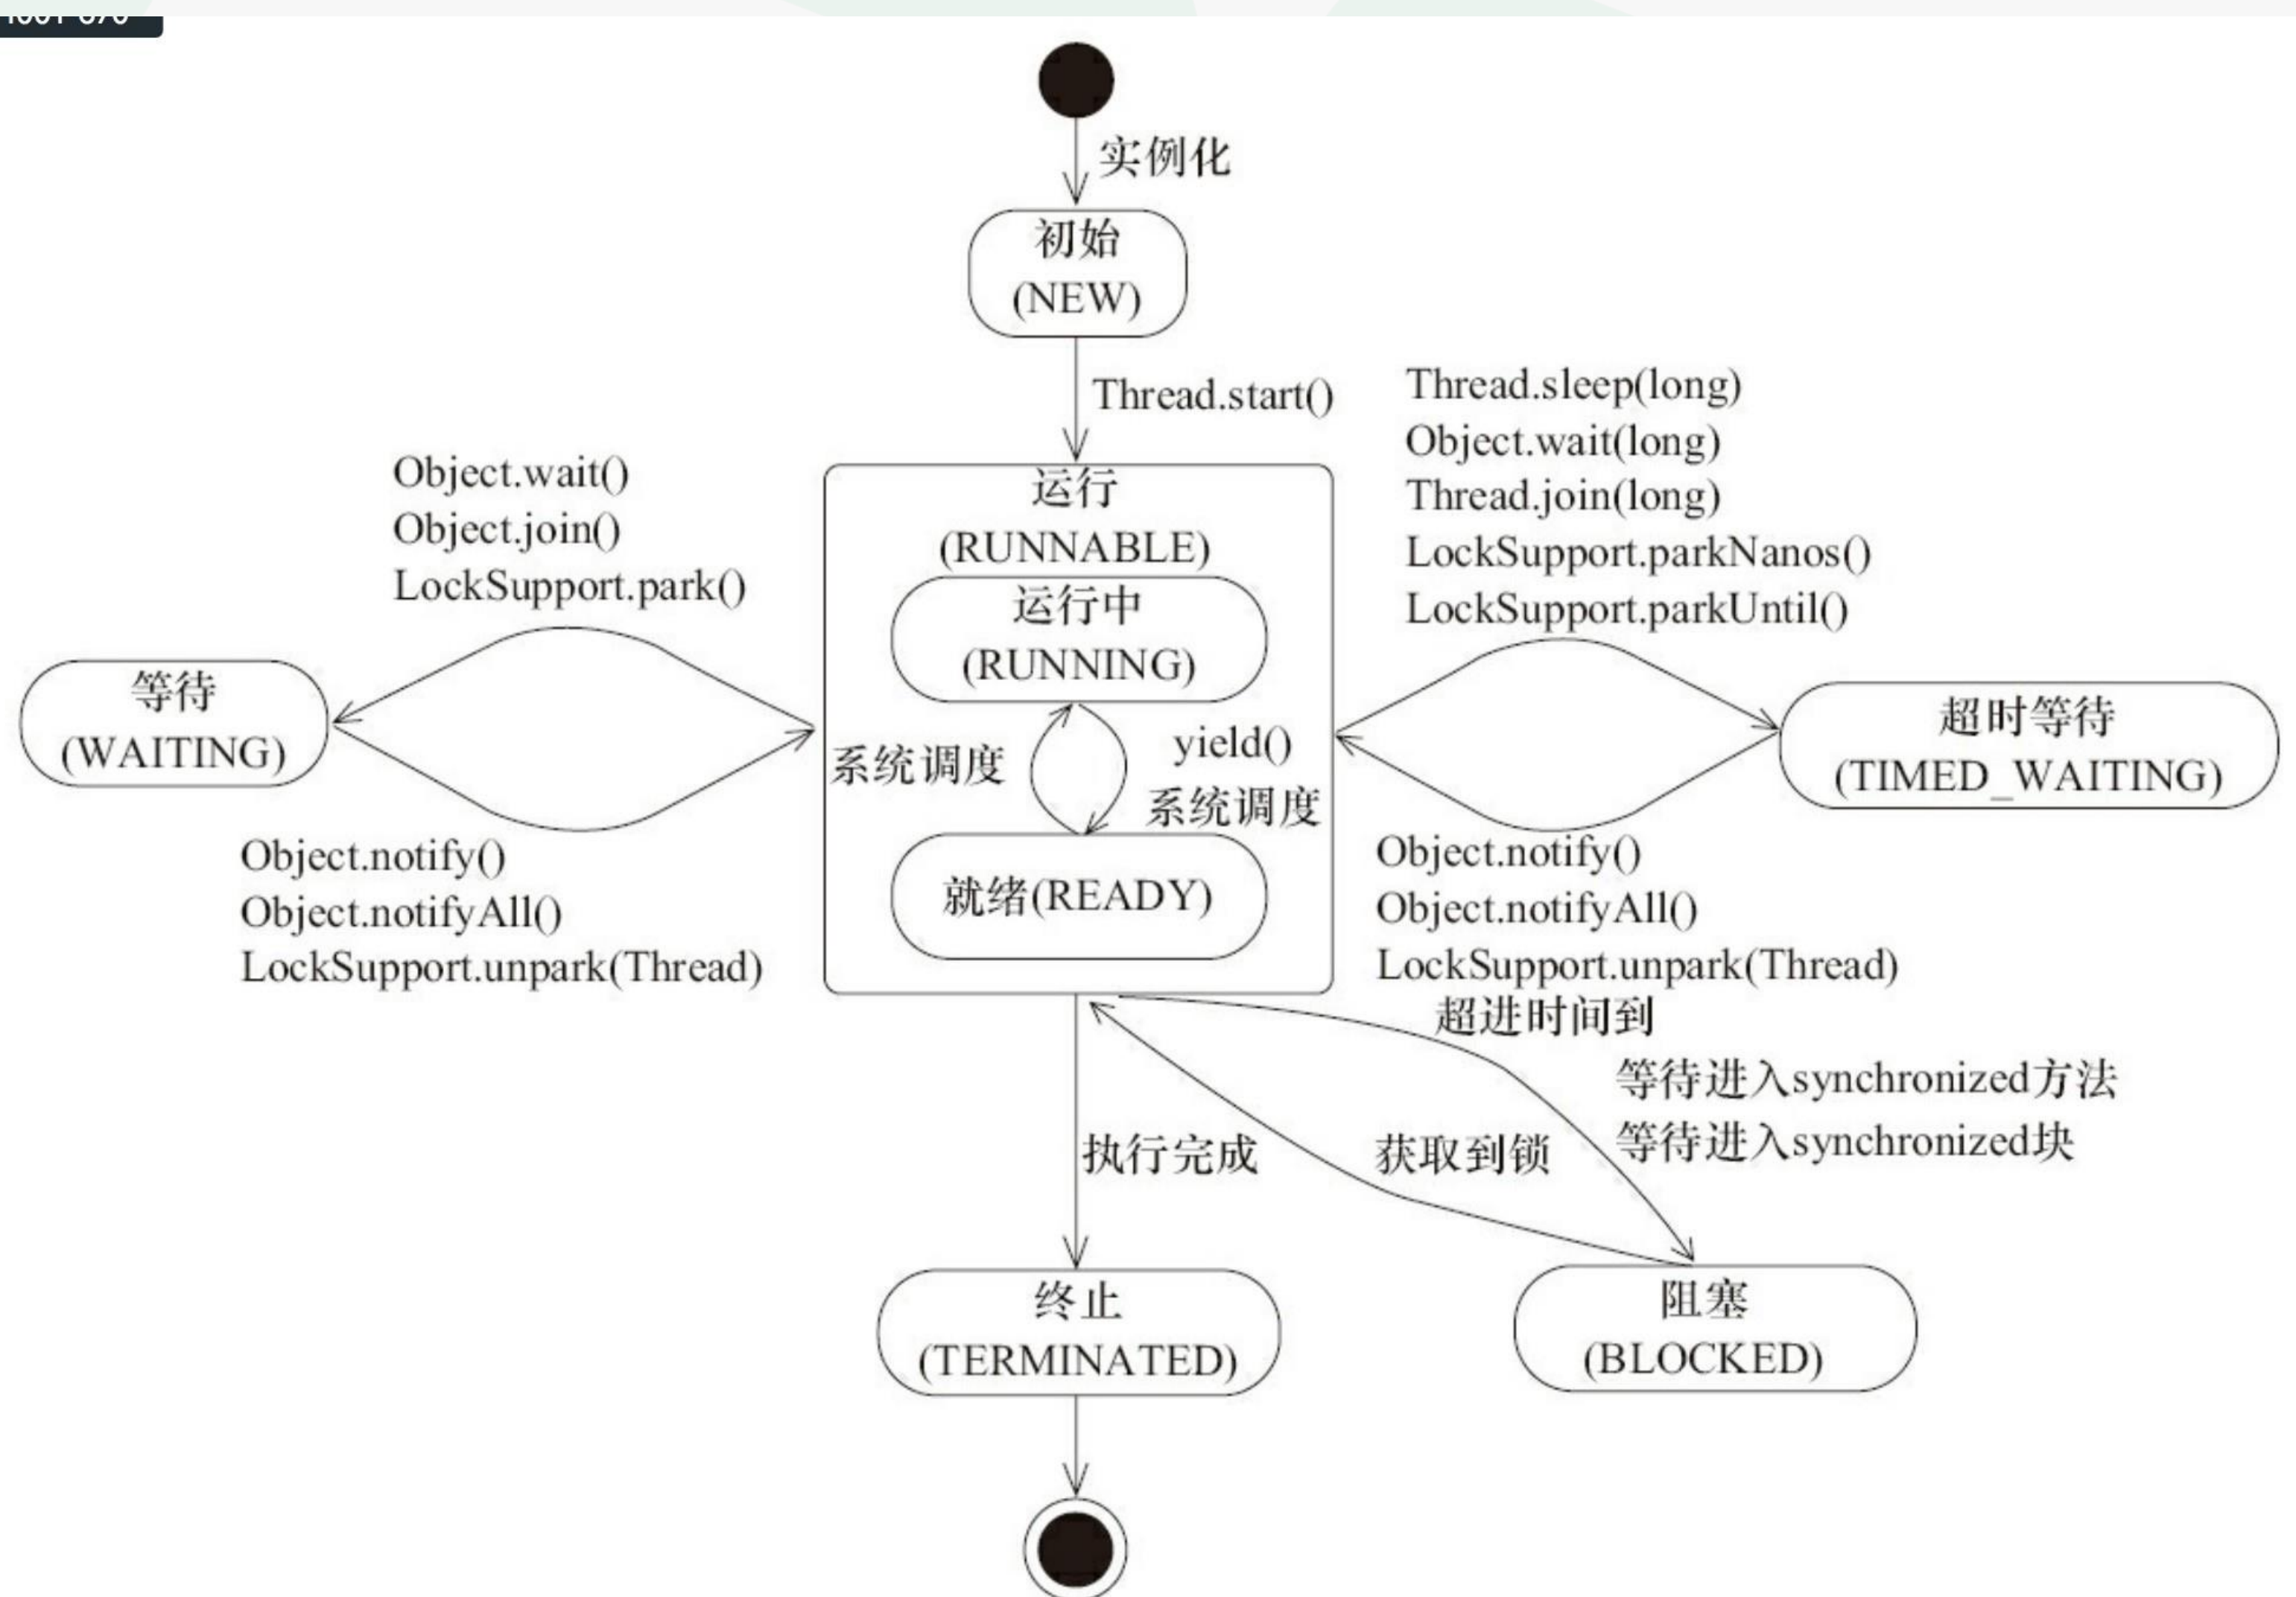 实例化
初始
(NEW)
Thread.start()
Thread.sleep(long)
Object.wait(long)
Thread.join(long)
LockSupport.parkNanos()
LockSupport.parkUntil()
Object.wait()
Object.join()
LockSupport.park()
运行
(RUNNABLE)
运行中
(RUNNING)
等待
(WAITING)
超时等待
(TIMED_WAITING)
系统调度
yield()
系统调度
就绪(READY)
Object.notify()
Object.notifyAll()
LockSupport.unpark(Thread)
Object.notify()
Object.notifyAll()
LockSupport.unpark(Thread)
超进时间到
等待进入synchronized方法
等待进入synchronized块
执行完成
获取到锁
终止
(TERMINATED)
阻塞
(BLOCKED)